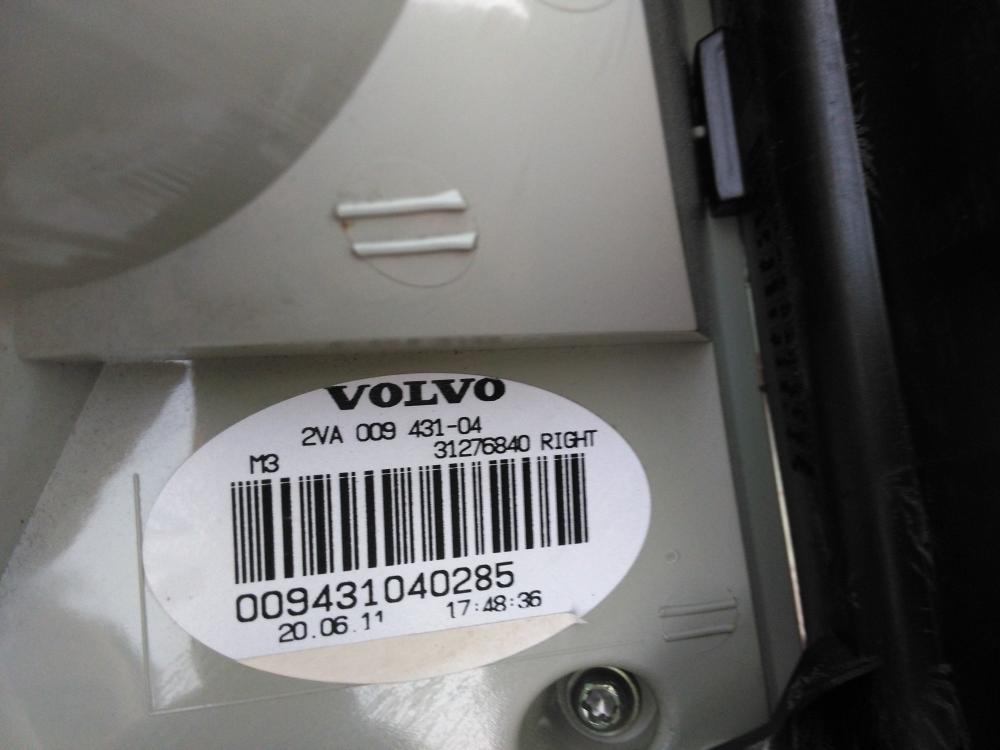 VOLVO
2VA 009 431-04
31276840 RIGHT
M3
009431040285
20.06.11
17:48:36